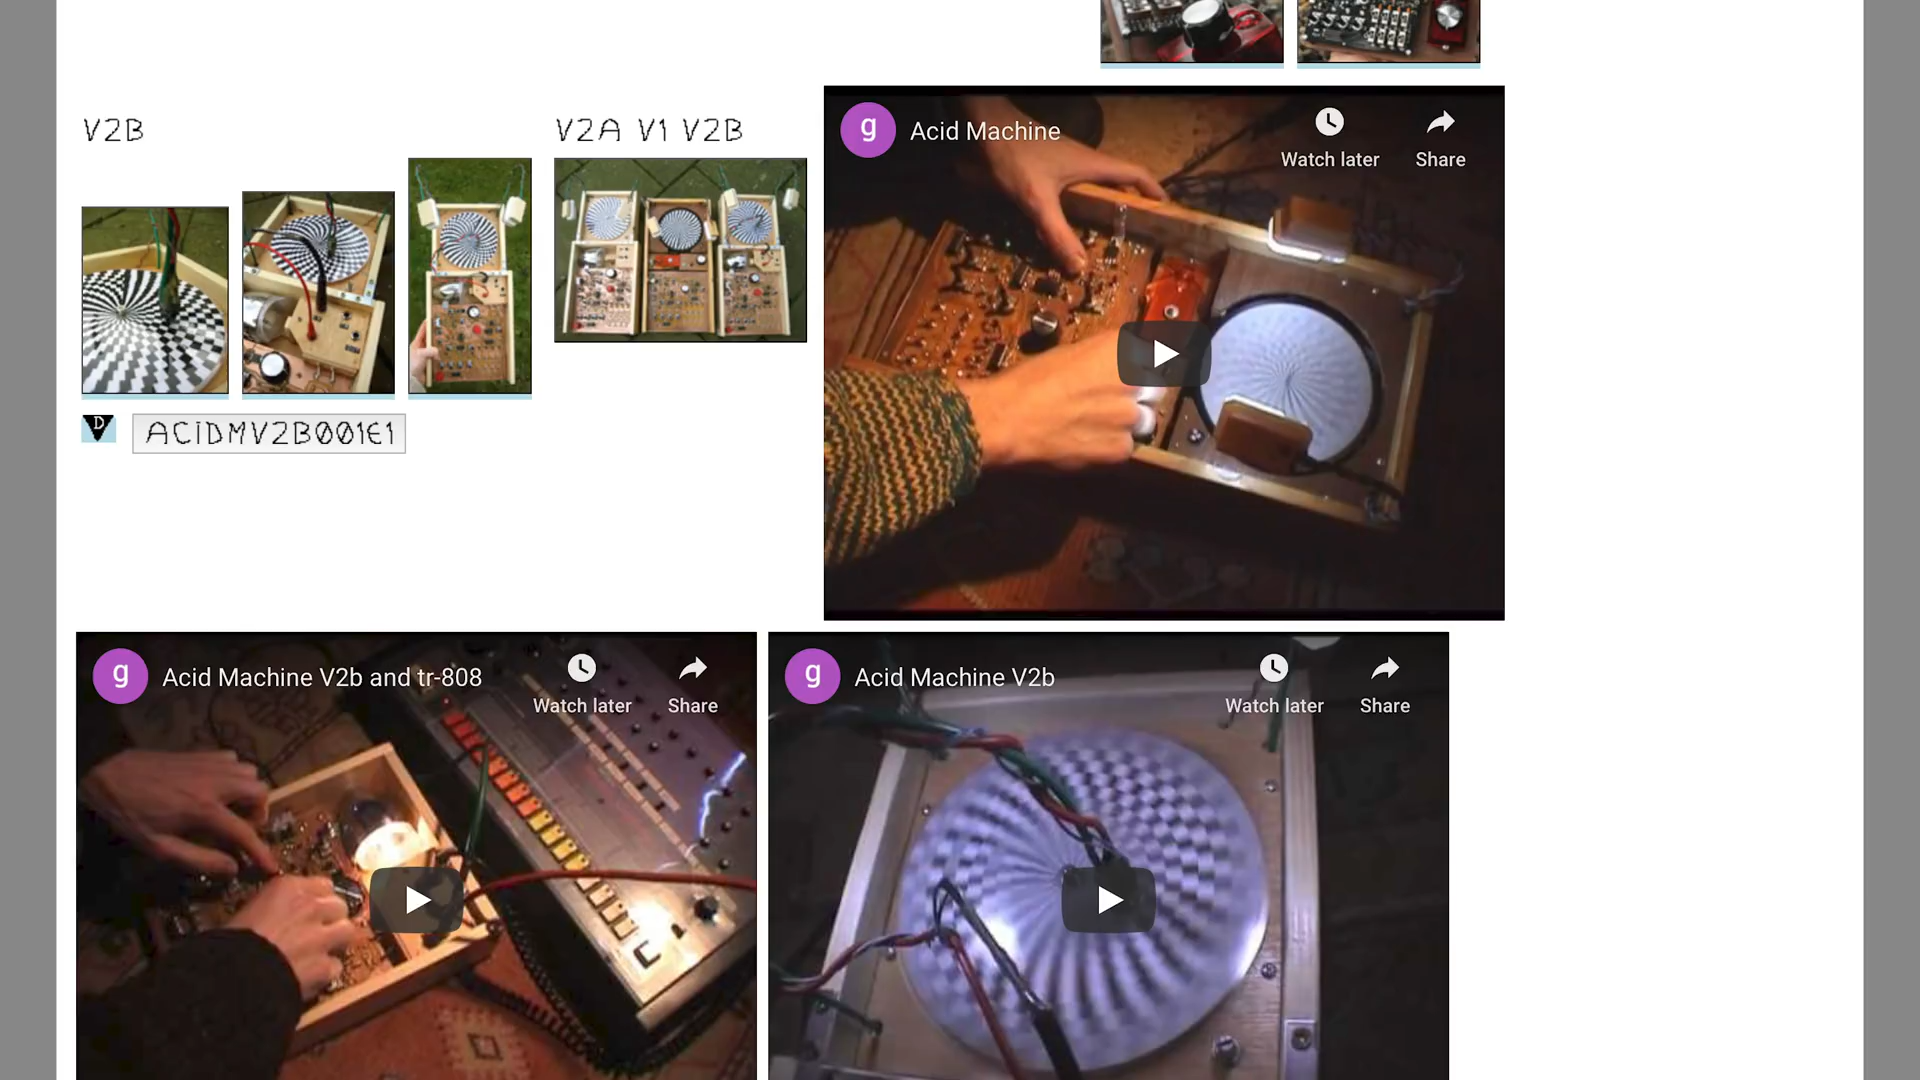 V2B
V2A V1 V2B
g Acid Machine
Watch later
Share
D ACIDMV2B001E1
g Acid Machine V2b and tr-808
Watch later
Share
g Acid Machine V2b
Watch later
Share